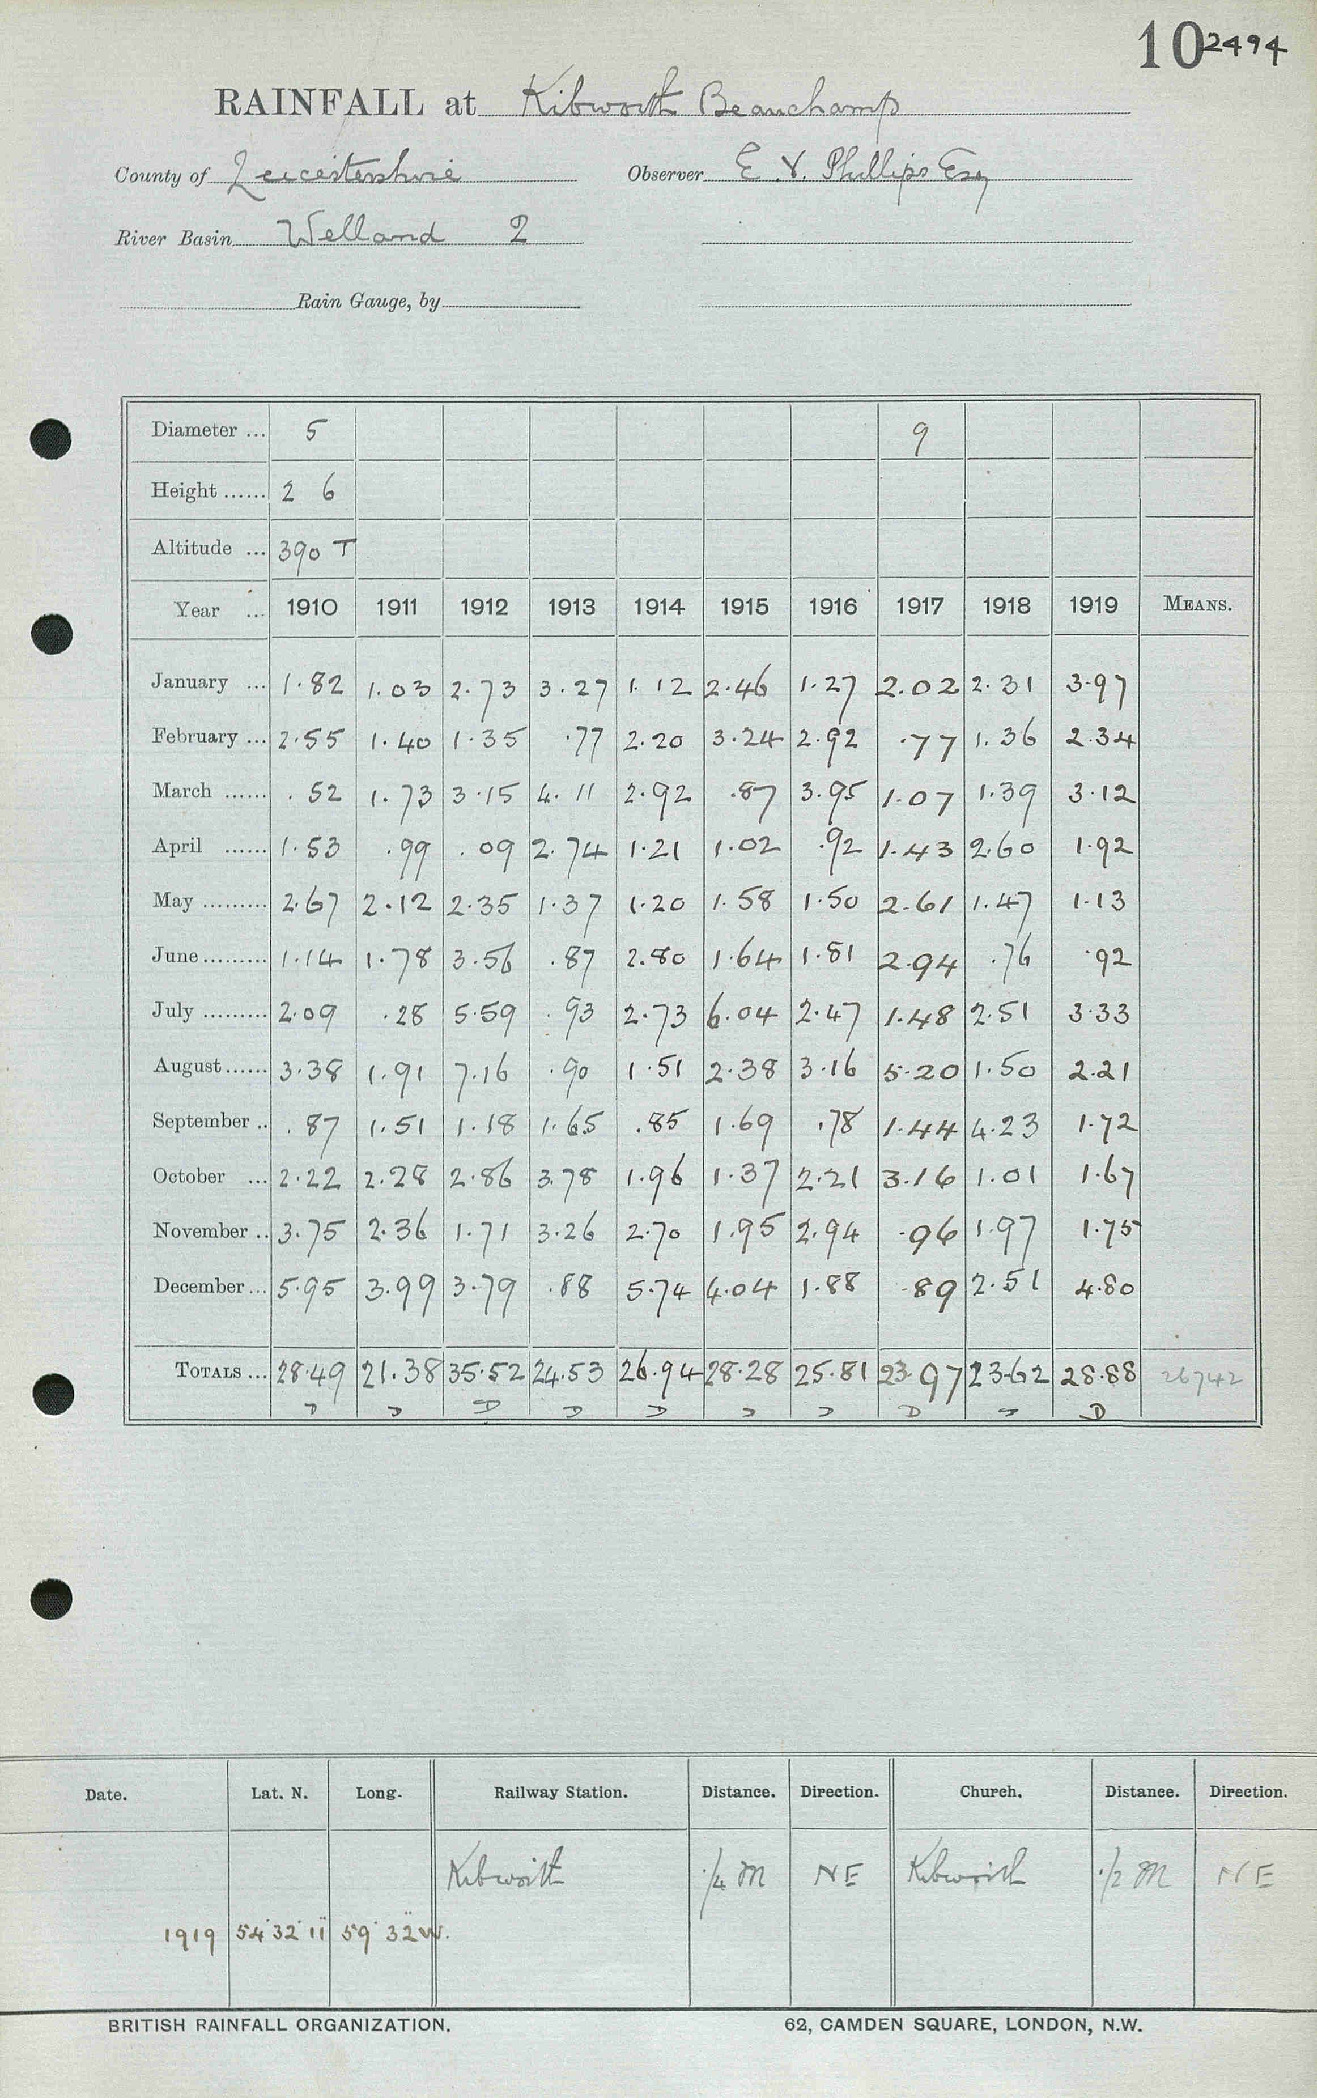 10 2494
RAINFALL at Kibworth Beauchamp
County of Leicestershire Observer E. V. Phillips Esq
River Basin Welland 2
Rain Gauge, by
Diameter ... 5 9
Height ...... 2 6
Altitude ... 390 T
Year ... 1910 1911 1912 1913 1914 1915 1916 1917 1918 1919 MEANS.
January ... 1.82 1.03 2.73 3.27 1.12 2.46 1.27 2.02 2.31 3.97
February ... 2.55 1.40 1.35 .77 2.20 3.24 2.92 .77 1.36 2.34
March ...... .52 1.73 3.15 4.11 2.92 .87 3.95 1.07 1.39 3.12
April ...... 1.53 .99 .09 2.74 1.21 1.02 .92 1.43 2.60 1.92
May ......... 2.67 2.12 2.35 1.37 1.20 1.58 1.50 2.61 1.47 1.13
June ......... 1.14 1.78 3.56 .87 2.80 1.64 1.81 2.94 .76 .92
July ......... 2.09 .28 5.59 .93 2.73 6.04 2.47 1.48 2.51 3.33
August ...... 3.38 1.91 7.16 .90 1.51 2.38 3.16 5.20 1.50 2.21
September .. .87 1.51 1.18 1.65 .85 1.69 .78 1.44 4.23 1.72
October ... 2.22 2.28 2.86 3.78 1.96 1.37 2.21 3.16 1.01 1.67
November .. 3.75 2.36 1.71 3.26 2.70 1.95 2.94 .96 1.97 1.75
December ... 5.95 3.99 3.79 .88 5.74 4.04 1.88 .89 2.51 4.80
TOTALS ... 28.49 21.38 35.52 24.53 26.94 28.28 25.81 23.97 23.62 28.88 26742
D D D D D D D D D D
Date. Lat. N. Long. Railway Station. Distance. Direction. Church. Distance. Direction.
Kibworth 1/4 M NE Kibworth 1/2 M NE
1919 54° 32' 11" 59' 32" W.
BRITISH RAINFALL ORGANIZATION. 62, CAMDEN SQUARE, LONDON, N.W.